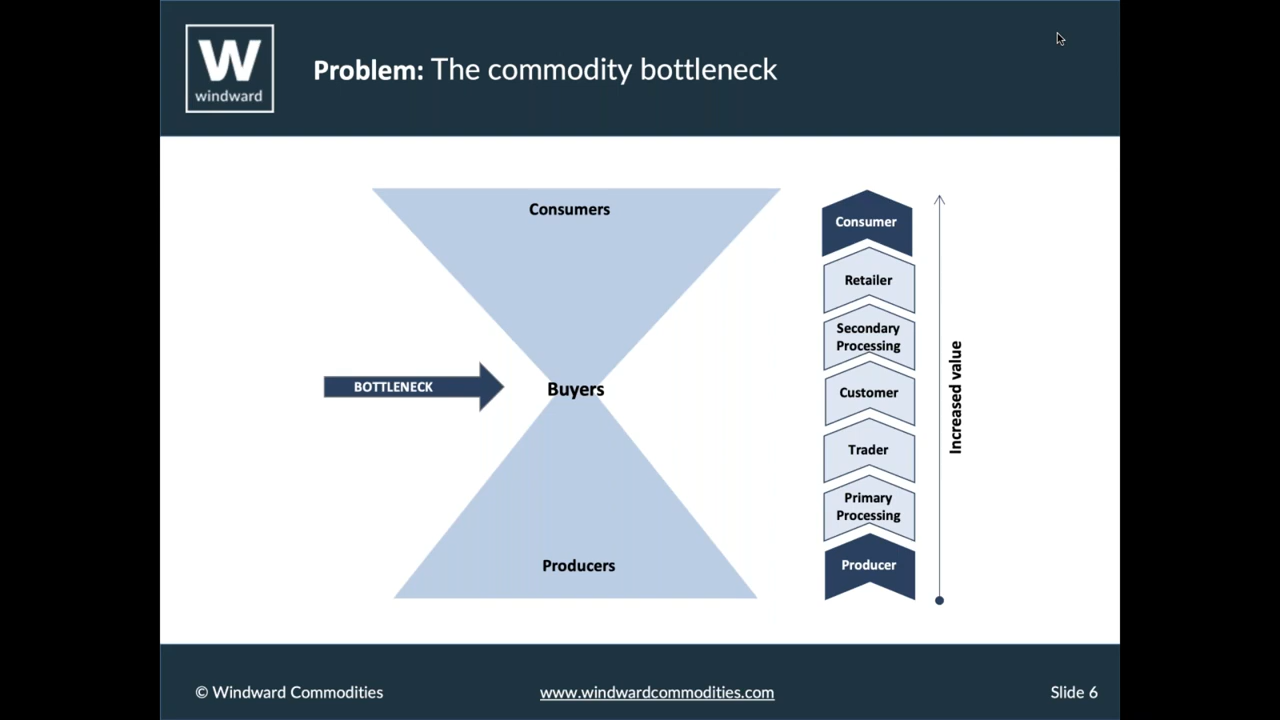 W
windward
Problem: The commodity bottleneck
Consumers
BOTTLENECK
Buyers
Producers
Consumer
Retailer
Secondary
Processing
Customer
Trader
Primary
Processing
Producer
Increased value
© Windward Commodities
www.windwardcommodities.com
Slide 6